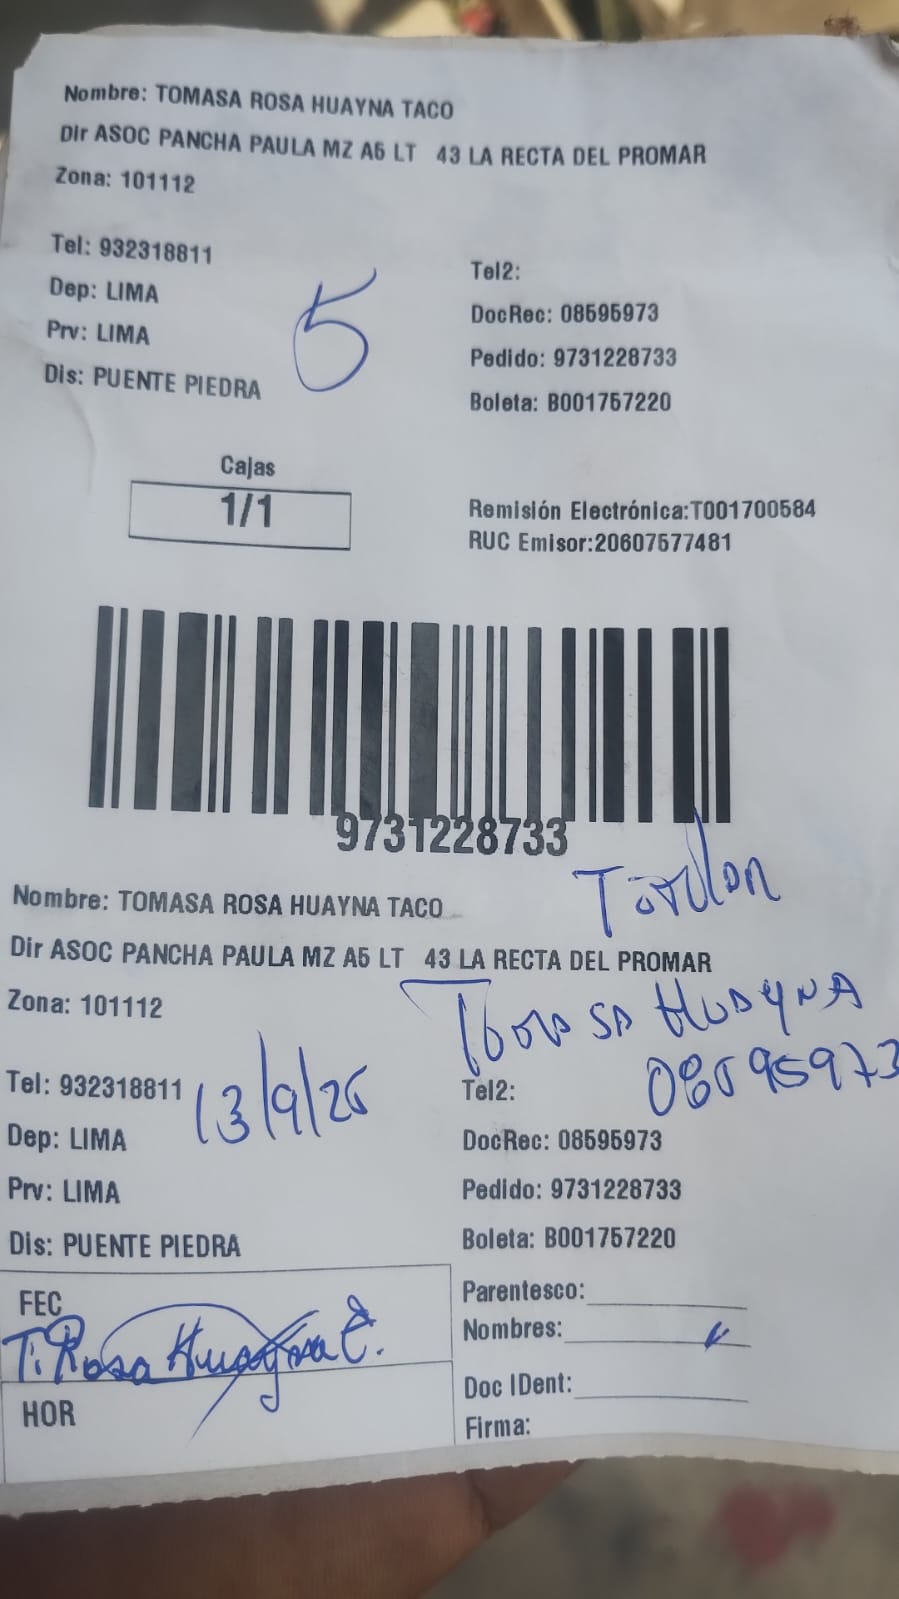 Nombre: TOMASA ROSA HUAYNA TACO
Dir ASOC PANCHA PAULA MZ A5 LT 43 LA RECTA DEL PROMAR
Zona: 101112
Tel: 932318811
Tel2:
Dep: LIMA
DocRec: 08595973
Prv: LIMA
5
Pedido: 9731228733
Dis: PUENTE PIEDRA
Boleta: B001757220
Cajas
1/1
Remisión Electrónica:T001700584
RUC Emisor:20607577481
9731228733
Nombre: TOMASA ROSA HUAYNA TACO
Dir ASOC PANCHA PAULA MZ A5 LT 43 LA RECTA DEL PROMAR
Zona: 101112
HUAYNA
08595973
Tel: 932318811
13/9/25
Tel2:
Dep: LIMA
DocRec: 08595973
Prv: LIMA
Pedido: 9731228733
Dis: PUENTE PIEDRA
Boleta: B001757220
FEC
Parentesco:
T. Rosa Huayna
Nombres:
HOR
Doc IDent:
Firma: